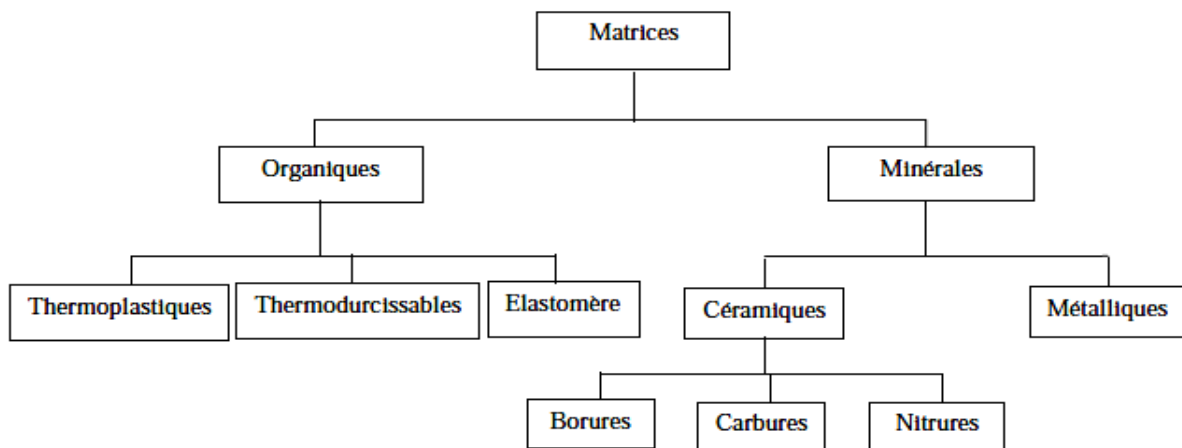 Matrices
Organiques
Minérales
Thermoplastiques
Thermodurcissables
Elastomère
Céramiques
Métalliques
Borures
Carbures
Nitrures